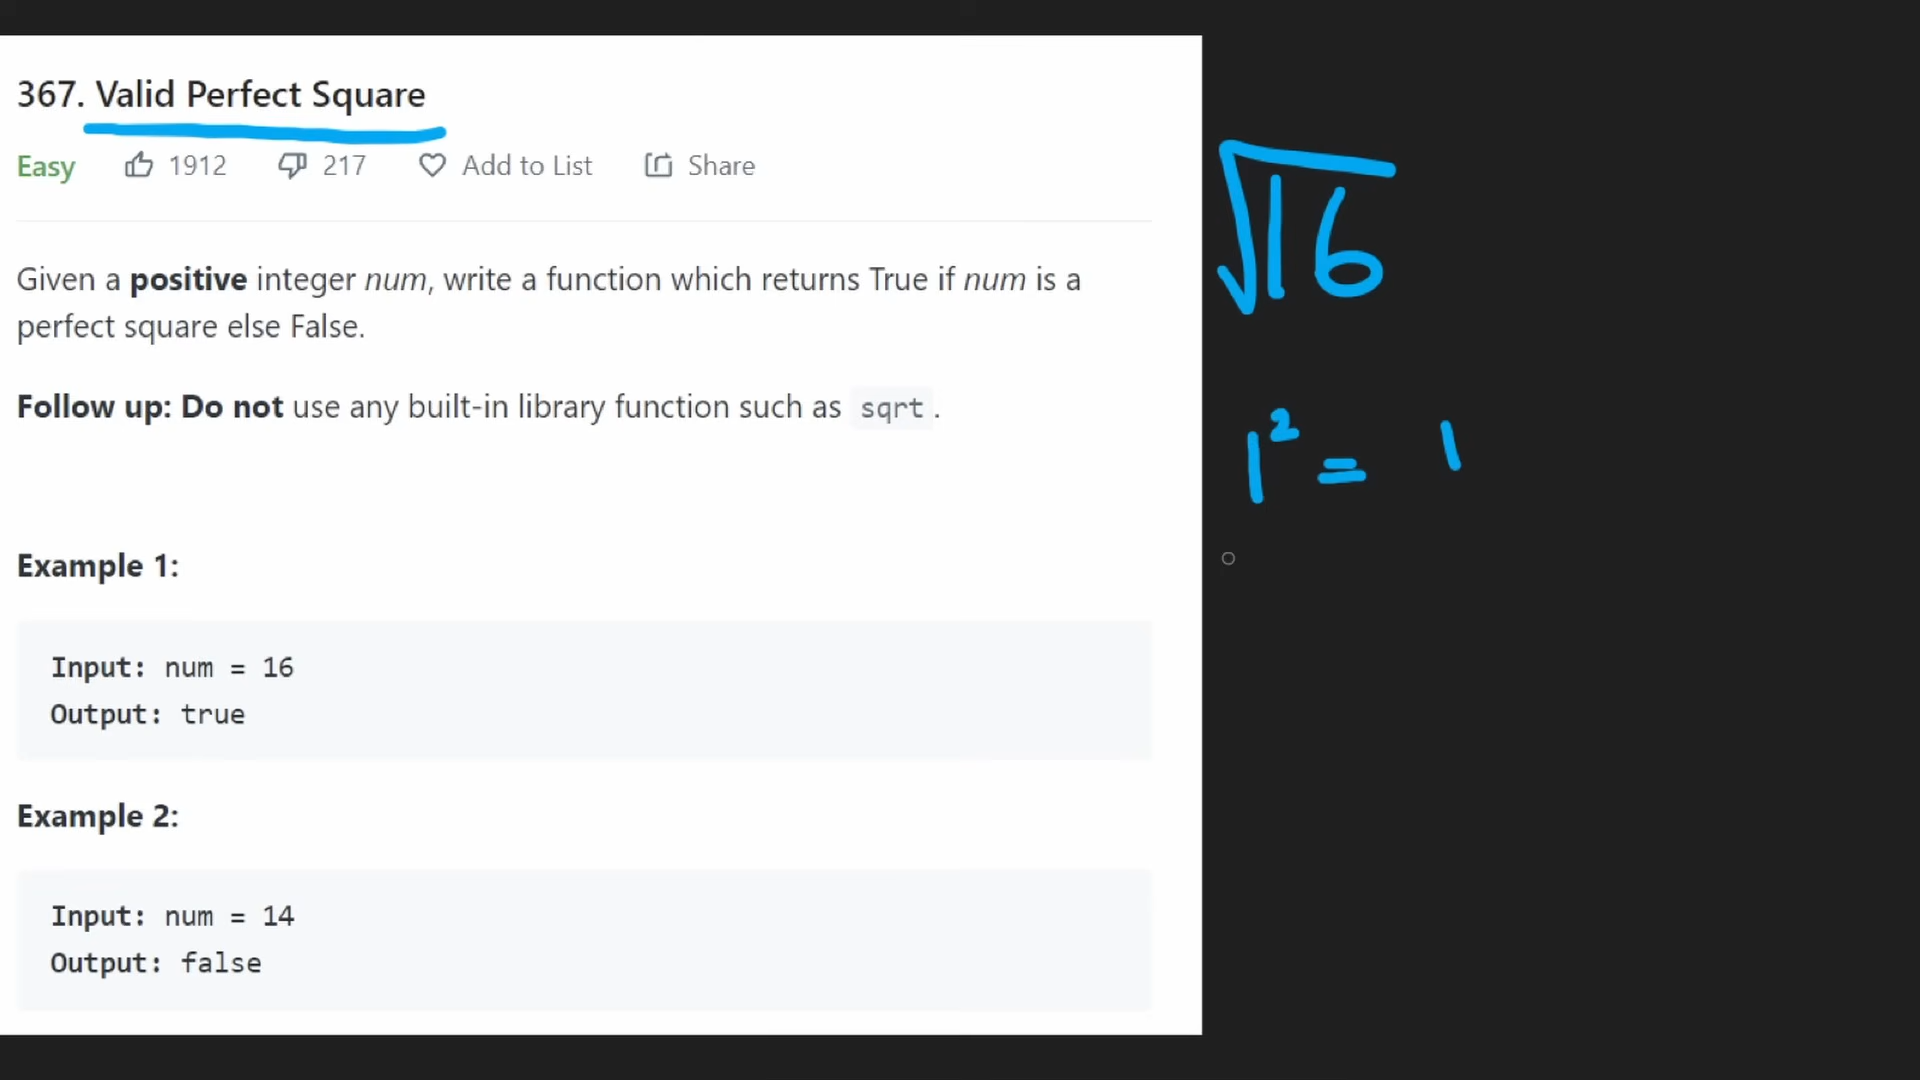 367. Valid Perfect Square
Easy 1912 217 Add to List Share
Given a positive integer num, write a function which returns True if num is a
perfect square else False.
Follow up: Do not use any built-in library function such as sqrt.
Example 1:
Input: num = 16
Output: true
Example 2:
Input: num = 14
Output: false
√16
1² = 1